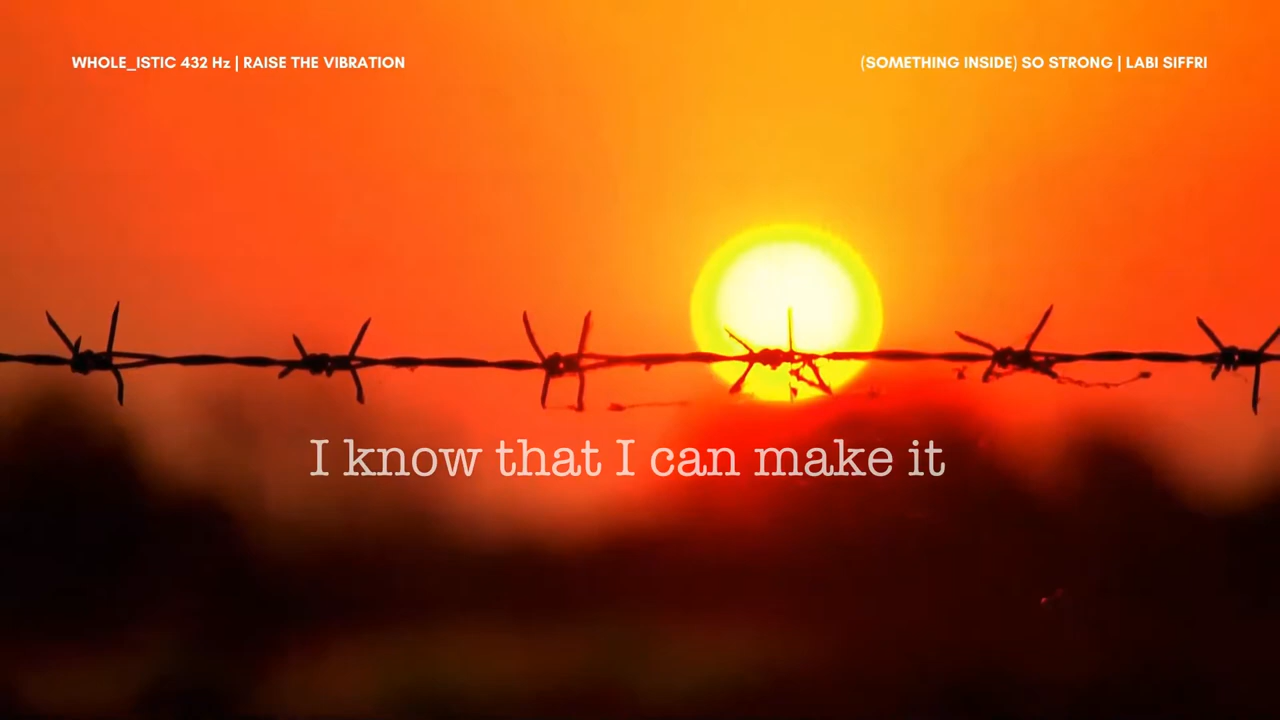 WHOLE_ISTIC 432 Hz | RAISE THE VIBRATION
(SOMETHING INSIDE) SO STRONG | LABI SIFFRI
I know that I can make it